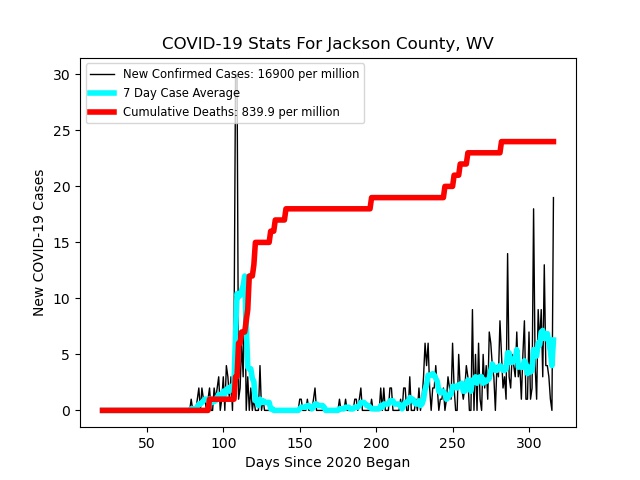 COVID-19 Stats For Jackson County, WV
New Confirmed Cases: 16900 per million
7 Day Case Average
Cumulative Deaths: 839.9 per million
New COVID-19 Cases
30
25
20
15
10
5
0
50 100 150 200 250 300
Days Since 2020 Began